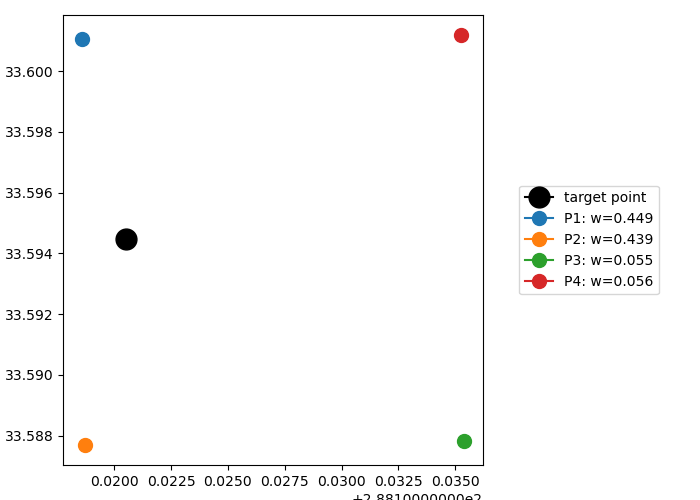 33.600
33.598
33.596
33.594
33.592
33.590
33.588
0.0200 0.0225 0.0250 0.0275 0.0300 0.0325 0.0350
+2.8810000000e2
target point
P1: w=0.449
P2: w=0.439
P3: w=0.055
P4: w=0.056